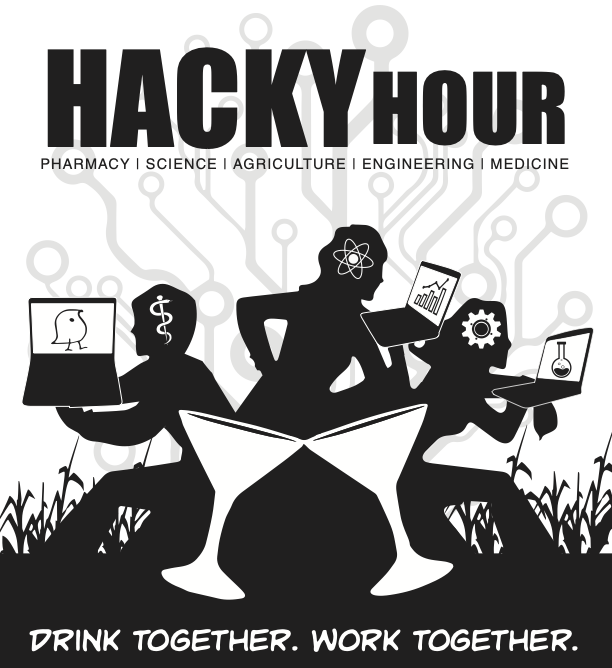 HACKY HOUR
PHARMACY | SCIENCE | AGRICULTURE | ENGINEERING | MEDICINE
DRINK TOGETHER. WORK TOGETHER.